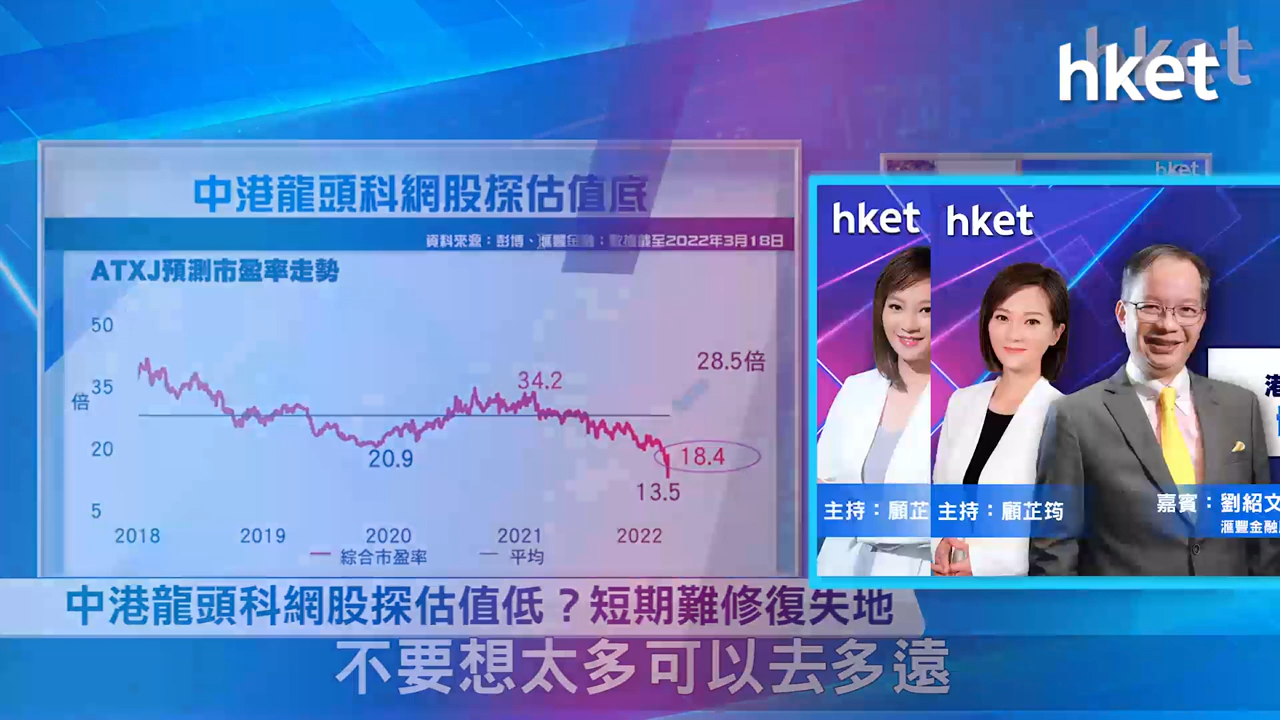 hket
中港龍頭科網股探估值底
資料來源：彭博、滙豐金融；數據截至2022年3月18日
ATXJ預測市盈率走勢
50
35
倍
20
5
34.2
28.5倍
20.9
18.4
13.5
2018
2019
2020
2021
2022
綜合市盈率
平均
hket
hket
hket
主持：顧芷
主持：顧芷筠
嘉賓：劉紹文
滙豐金融
中港龍頭科網股探估值低？短期難修復失地
不要想太多可以去多遠